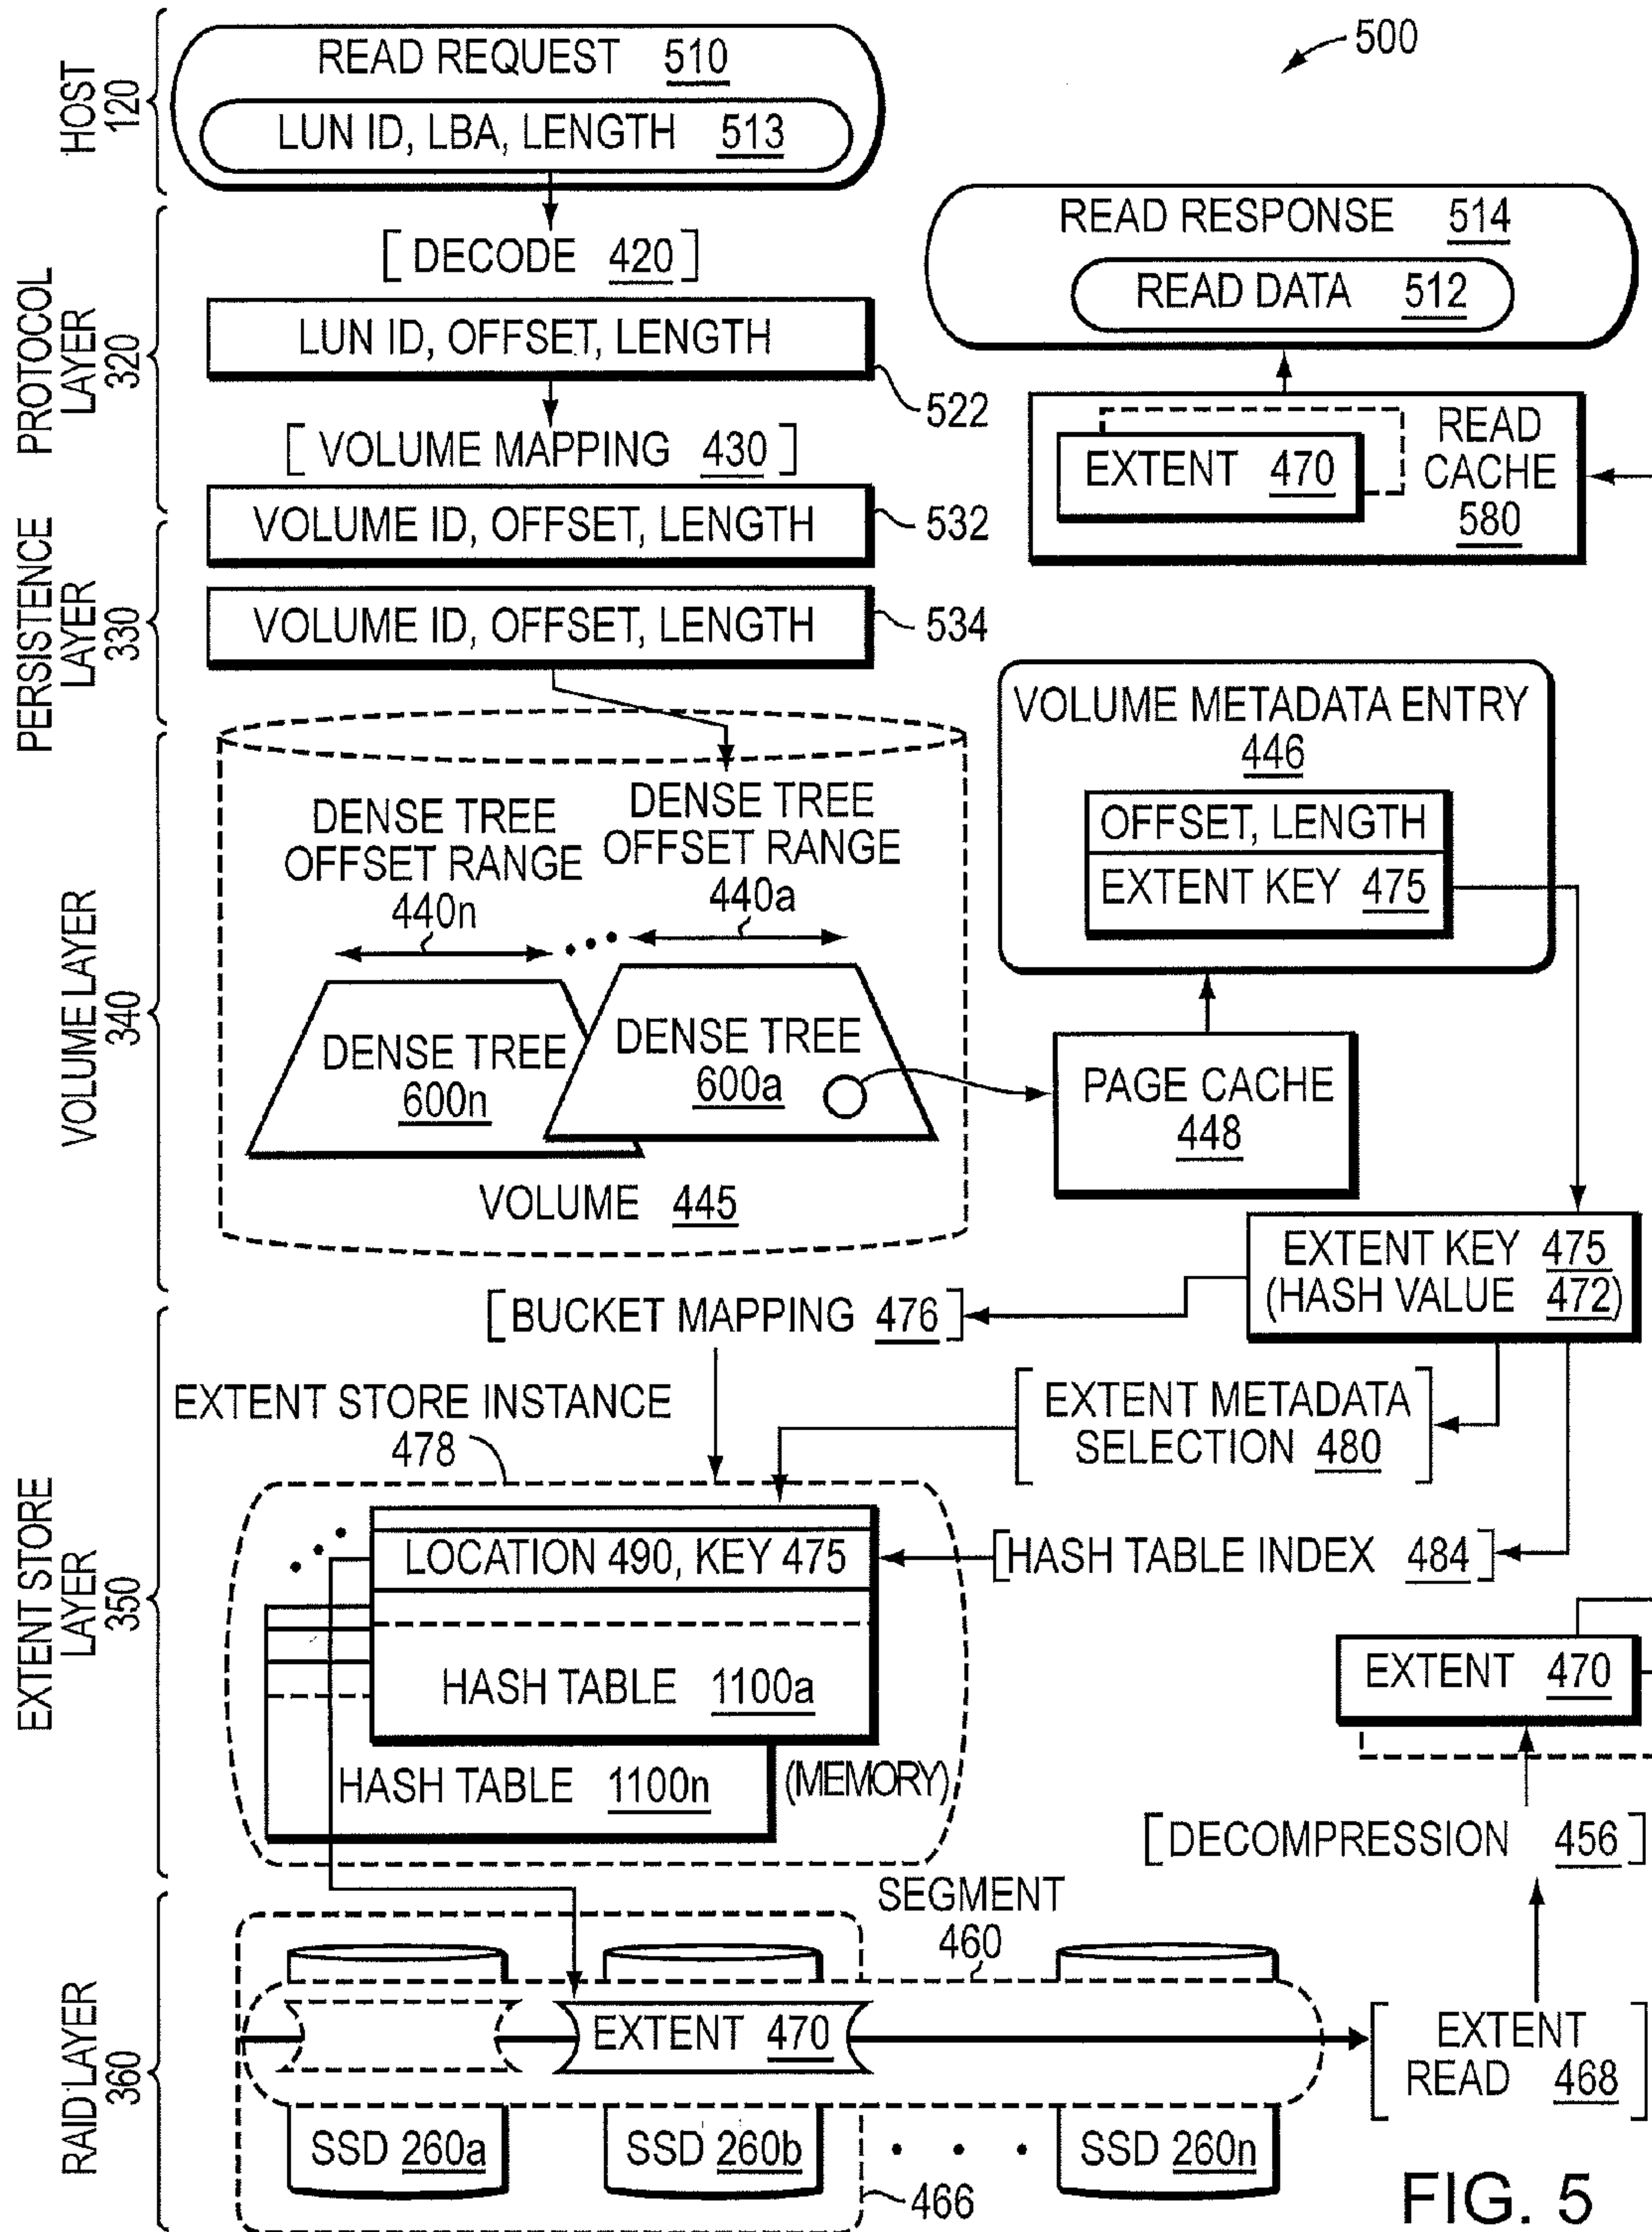 500
HOST
120
READ REQUEST 510
LUN ID, LBA, LENGTH 513
PROTOCOL
LAYER
320
[ DECODE 420 ]
LUN ID, OFFSET, LENGTH
522
[ VOLUME MAPPING 430 ]
VOLUME ID, OFFSET, LENGTH
532
READ RESPONSE 514
READ DATA 512
EXTENT 470
READ
CACHE
580
PERSISTENCE
LAYER
330
VOLUME ID, OFFSET, LENGTH
534
VOLUME LAYER
340
DENSE TREE
OFFSET RANGE
440n
DENSE TREE
OFFSET RANGE
440a
DENSE TREE
600n
DENSE TREE
600a
VOLUME 445
VOLUME METADATA ENTRY
446
OFFSET, LENGTH
EXTENT KEY 475
PAGE CACHE
448
EXTENT KEY 475
(HASH VALUE 472)
EXTENT STORE
LAYER
350
[BUCKET MAPPING 476]
EXTENT STORE INSTANCE
478
[EXTENT METADATA
SELECTION 480]
LOCATION 490, KEY 475
[HASH TABLE INDEX 484]
HASH TABLE 1100a
HASH TABLE 1100n
(MEMORY)
EXTENT 470
[DECOMPRESSION 456]
RAID LAYER
360
SEGMENT
460
EXTENT 470
[EXTENT
READ 468]
SSD 260a
SSD 260b
. . .
SSD 260n
466
FIG. 5